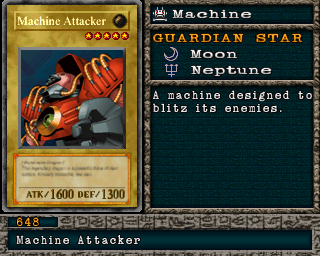 Machine Attacker
ATK/1600 DEF/1300
Machine
GUARDIAN STAR
Moon
Neptune
A machine designed to
blitz its enemies.
648
Machine Attacker